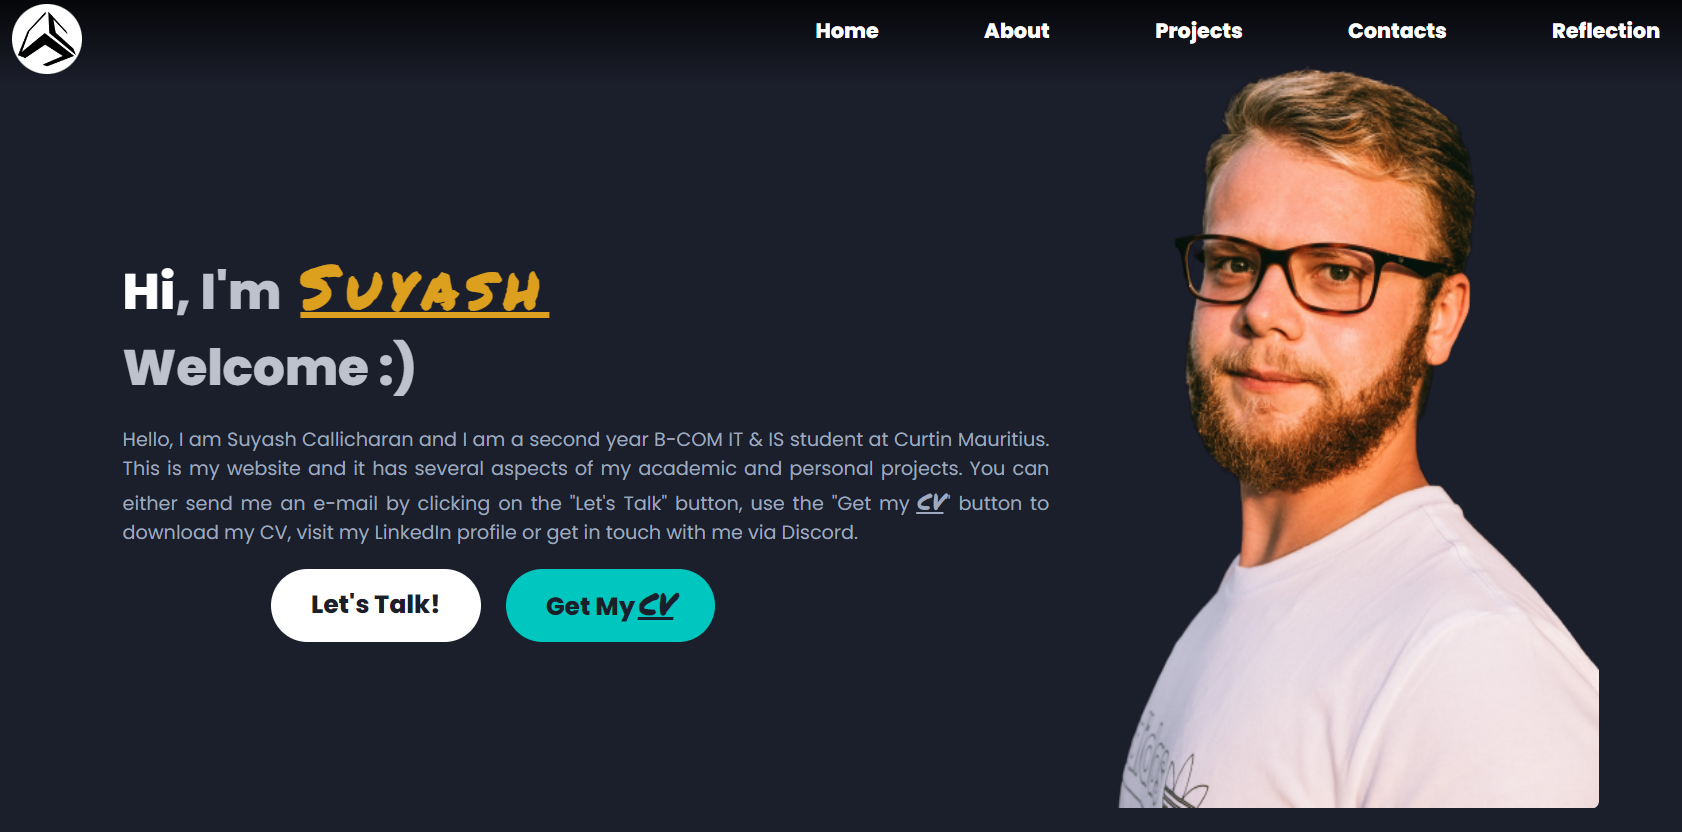 Home About Projects Contacts Reflection
Hi, I'm Suyash
Welcome :)
Hello, I am Suyash Callicharan and I am a second year B-COM IT & IS student at Curtin Mauritius.
This is my website and it has several aspects of my academic and personal projects. You can
either send me an e-mail by clicking on the "Let's Talk" button, use the "Get my CV" button to
download my CV, visit my LinkedIn profile or get in touch with me via Discord.
Let's Talk! Get My CV